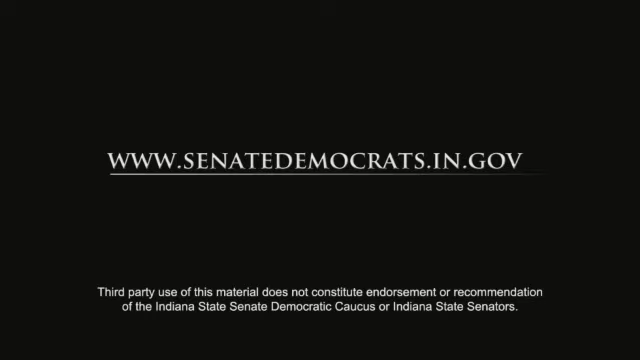 WWW.SENATEDEMOCRATS.IN.GOV
Third party use of this material does not constitute endorsement or recommendation
of the Indiana State Senate Democratic Caucus or Indiana State Senators.